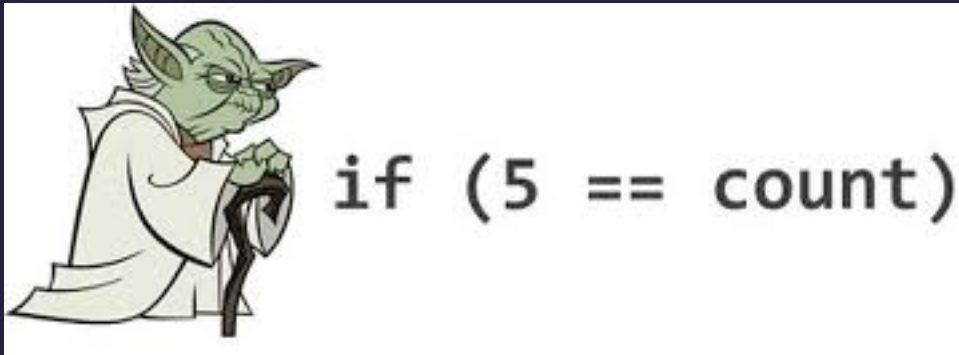 if (5 == count)